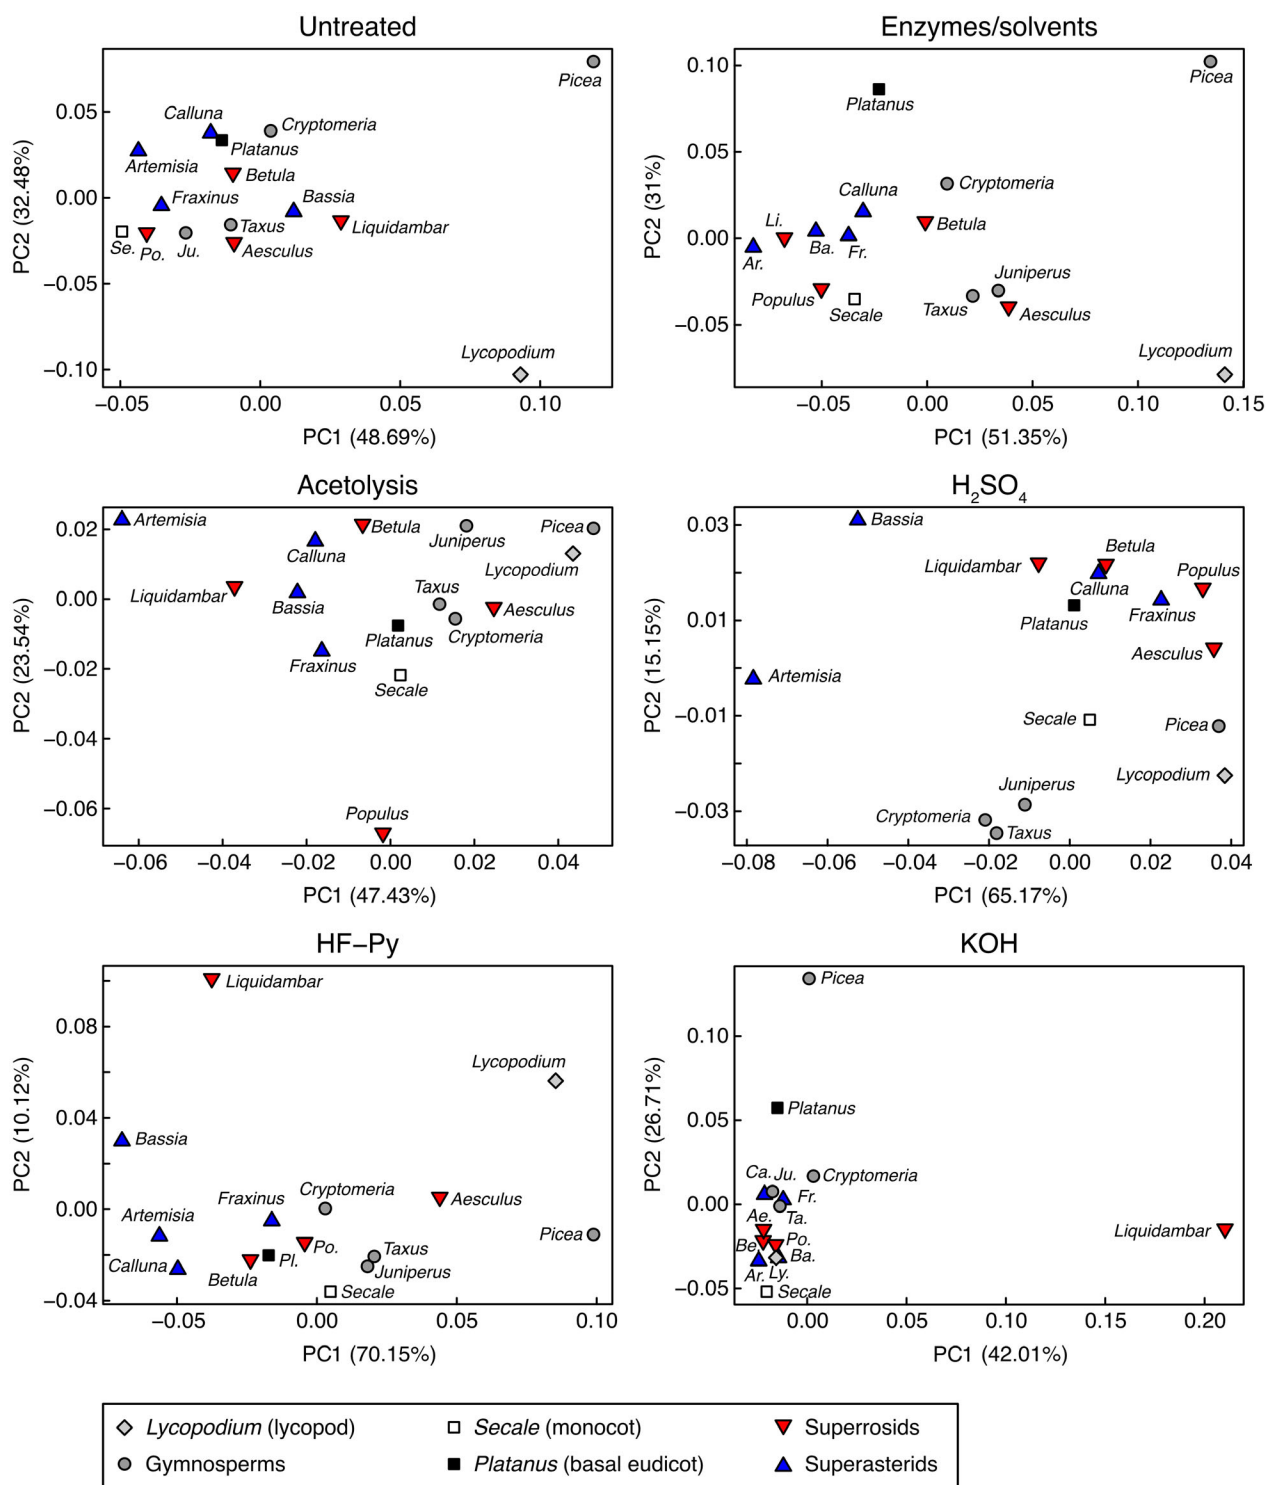 Untreated
PC2 (32.48%)
0.05
0.00
−0.05
−0.10
Picea
Calluna
Cryptomeria
Platanus
Artemisia
Betula
Fraxinus
Bassia
Liquidambar
Se.
Po.
Ju.
Taxus
Aesculus
Lycopodium
−0.05
0.00
0.05
0.10
PC1 (48.69%)
Enzymes/solvents
PC2 (31%)
0.10
0.05
0.00
−0.05
Picea
Platanus
Cryptomeria
Calluna
Li.
Betula
Ba.
Fr.
Ar.
Juniperus
Populus
Secale
Taxus
Aesculus
Lycopodium
−0.05
0.00
0.05
0.10
0.15
PC1 (51.35%)
Acetolysis
PC2 (23.54%)
0.02
0.00
−0.02
−0.04
−0.06
Artemisia
Betula
Juniperus
Picea
Calluna
Lycopodium
Liquidambar
Bassia
Taxus
Aesculus
Platanus
Cryptomeria
Fraxinus
Secale
Populus
−0.06
−0.04
−0.02
0.00
0.02
0.04
PC1 (47.43%)
H2SO4
PC2 (15.15%)
0.03
0.01
−0.01
−0.03
Bassia
Betula
Liquidambar
Populus
Calluna
Platanus
Fraxinus
Aesculus
Artemisia
Secale
Picea
Lycopodium
Juniperus
Cryptomeria
Taxus
−0.08
−0.06
−0.04
−0.02
0.00
0.02
0.04
PC1 (65.17%)
HF−Py
PC2 (10.12%)
0.08
0.04
0.00
−0.04
Liquidambar
Lycopodium
Bassia
Cryptomeria
Fraxinus
Aesculus
Artemisia
Picea
Po.
Taxus
Calluna
Pl.
Betula
Juniperus
Secale
−0.05
0.00
0.05
0.10
PC1 (70.15%)
KOH
PC2 (26.71%)
0.10
0.05
0.00
−0.05
Picea
Platanus
Ca.
Ju.
Cryptomeria
Fr.
Ae.
Ta.
Liquidambar
Be.
Po.
Ba.
Ar.
Ly.
Secale
0.00
0.05
0.10
0.15
0.20
PC1 (42.01%)
Lycopodium (lycopod)
Secale (monocot)
Superrosids
Gymnosperms
Platanus (basal eudicot)
Superasterids